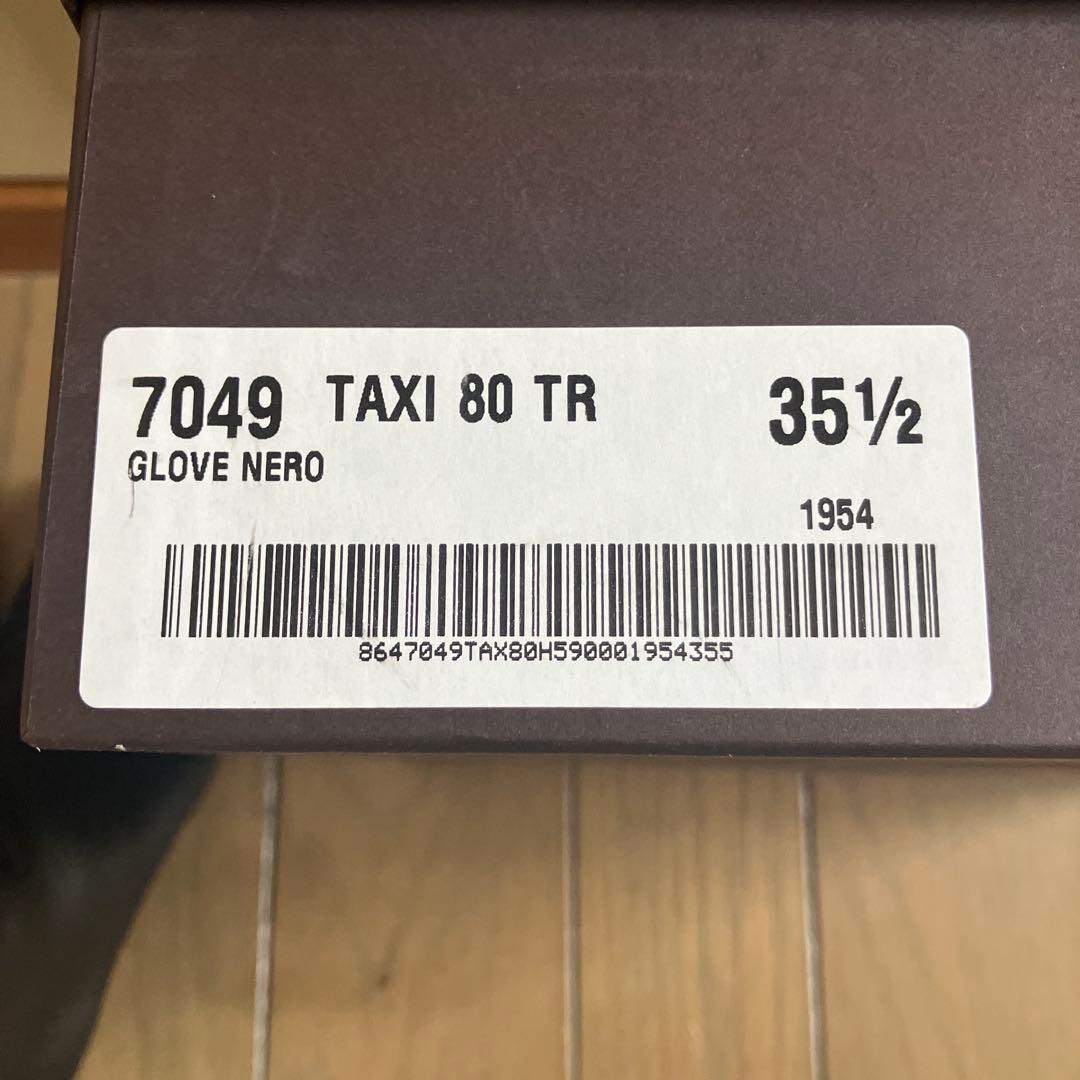 7049 TAXI 80 TR 35½
GLOVE NERO
1954
8647049TAX80H590001954355